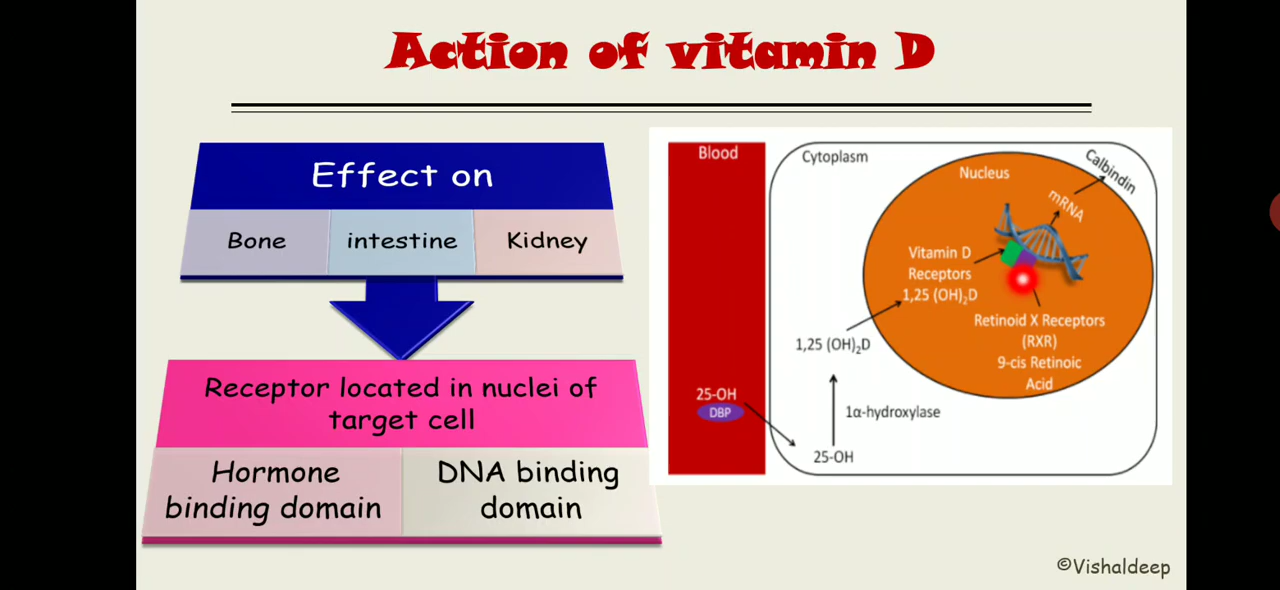 Action of vitamin D
Effect on
Bone
intestine
Kidney
Receptor located in nuclei of
target cell
Hormone
binding domain
DNA binding
domain
Blood
25-OH
DBP
Cytoplasm
Nucleus
Calbindin
mRNA
Vitamin D
Receptors
1,25 (OH)₂D
Retinoid X Receptors
(RXR)
9-cis Retinoic
Acid
1,25 (OH)₂D
1α-hydroxylase
25-OH
©Vishaldeep